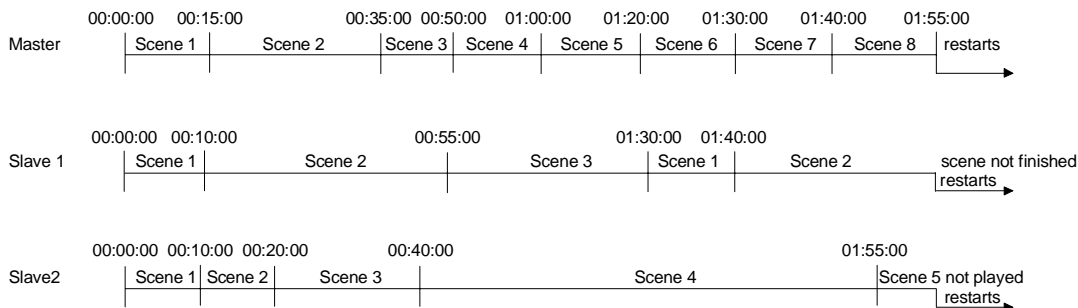 00:00:00 00:15:00 00:35:00 00:50:00 01:00:00 01:20:00 01:30:00 01:40:00 01:55:00
Master Scene 1 Scene 2 Scene 3 Scene 4 Scene 5 Scene 6 Scene 7 Scene 8 restarts
00:00:00 00:10:00 00:55:00 01:30:00 01:40:00
Slave 1 Scene 1 Scene 2 Scene 3 Scene 1 Scene 2 scene not finished
restarts
00:00:00 00:10:00 00:20:00 00:40:00 01:55:00
Slave2 Scene 1 Scene 2 Scene 3 Scene 4 Scene 5 not played
restarts